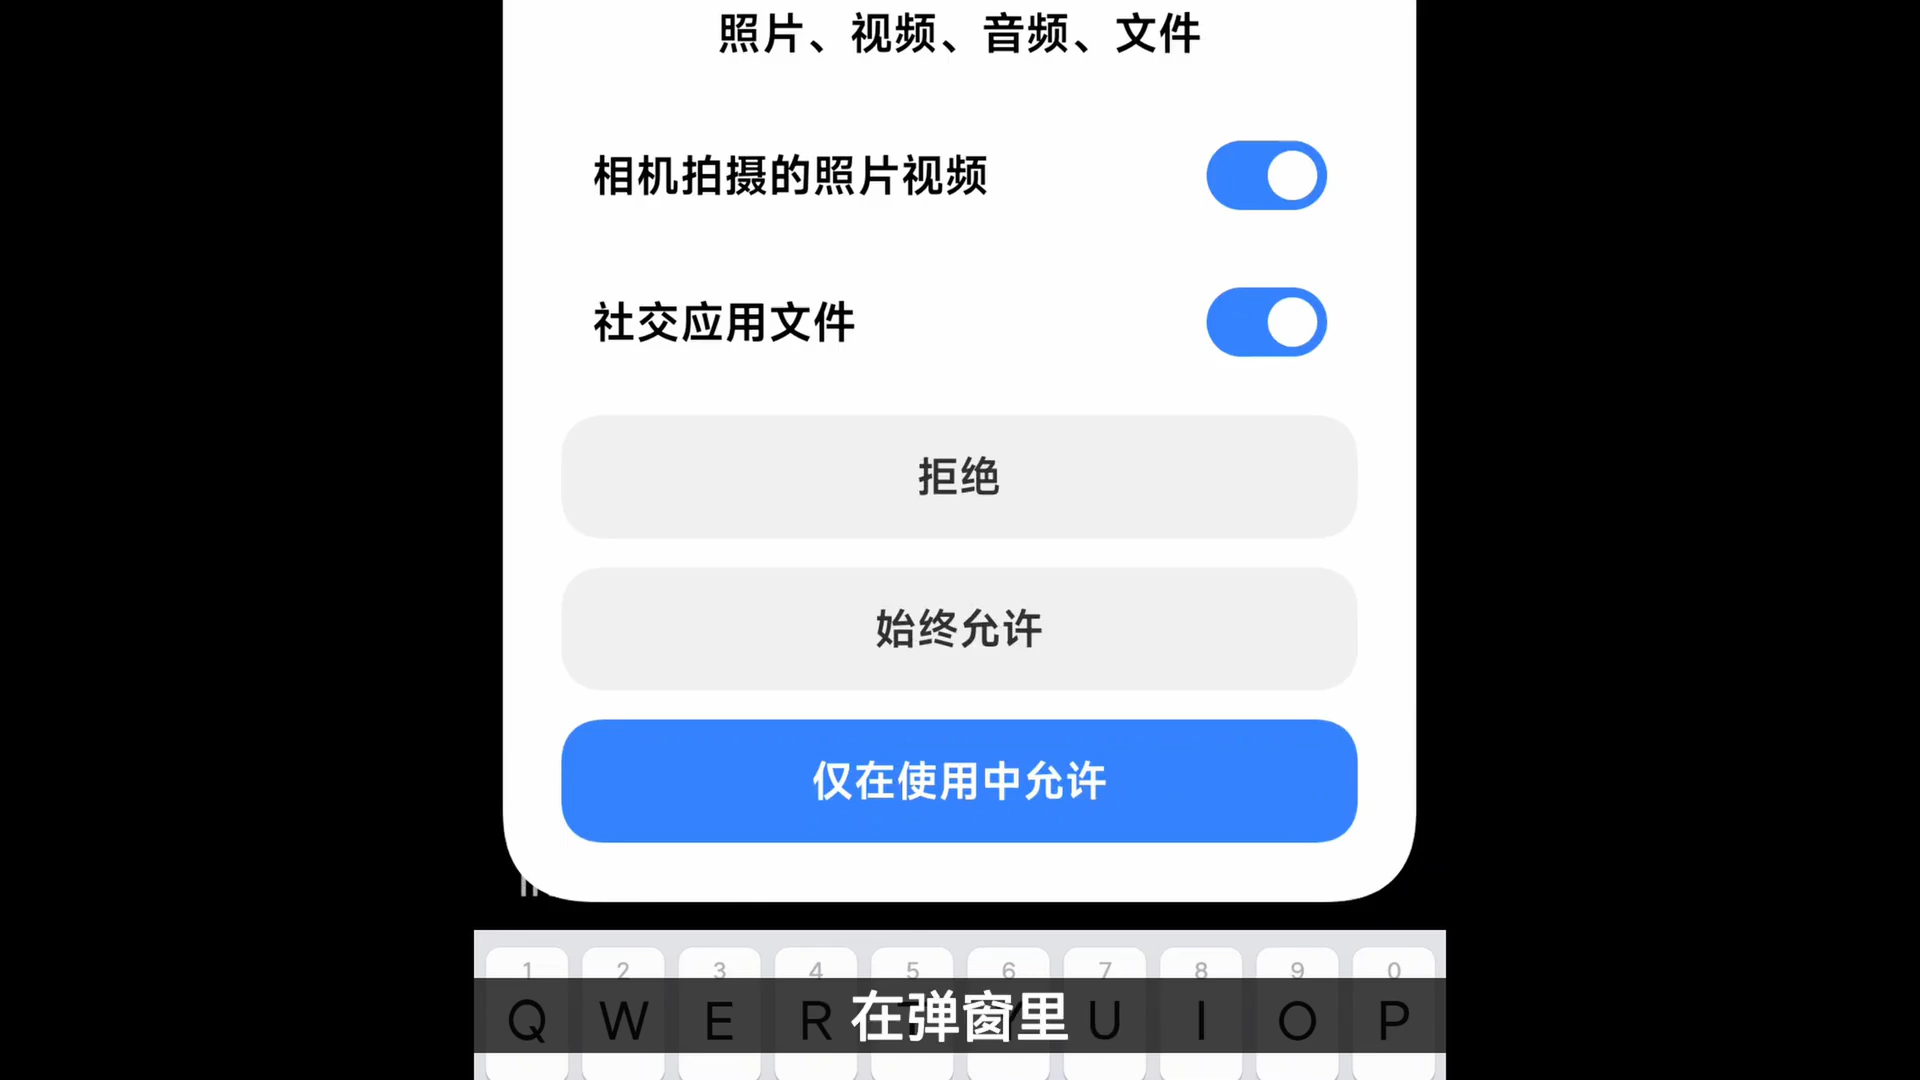 照片、视频、音频、文件
相机拍摄的照片视频
社交应用文件
拒绝
始终允许
仅在使用中允许
1 2 3 4 5 6 7 8 9 0
Q W E R U I O P
在弹窗里